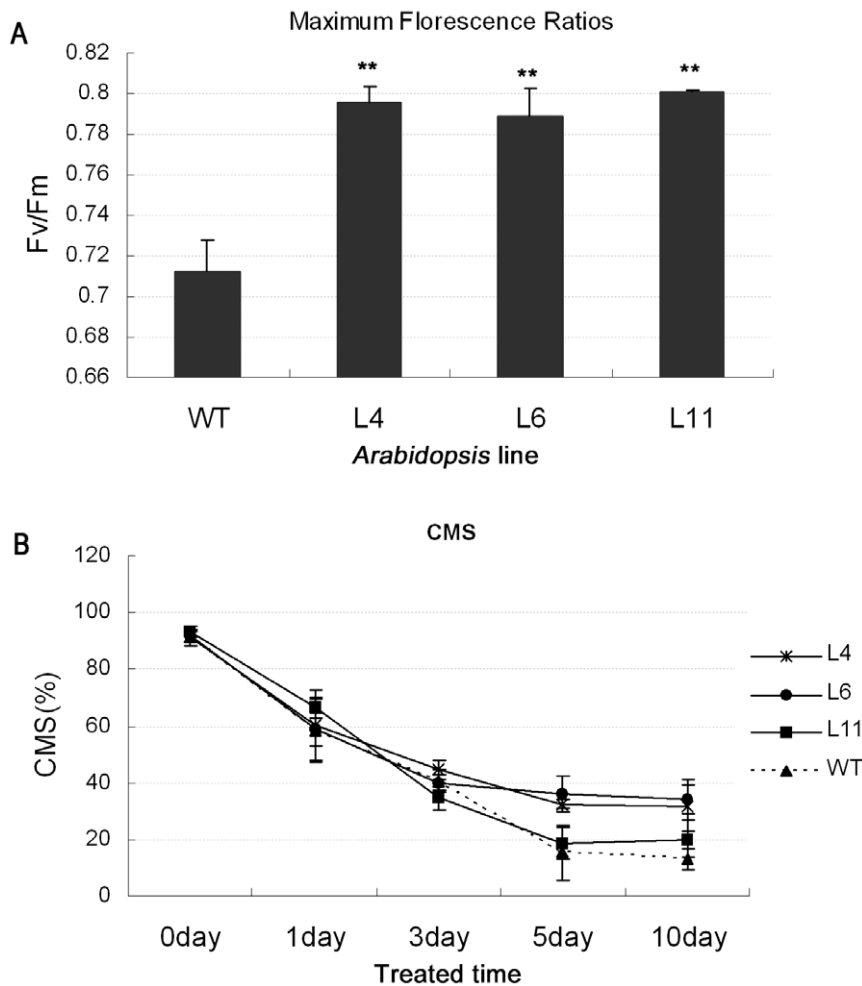 A
Maximum Florescence Ratios
0.82
0.8
0.78
0.76
0.74
0.72
0.7
0.68
0.66
Fv/Fm
**
**
**
WT L4 L6 L11
Arabidopsis line
B
CMS
120
100
80
60
40
20
0
CMS(%)
L4
L6
L11
WT
0day 1day 3day 5day 10day
Treated time